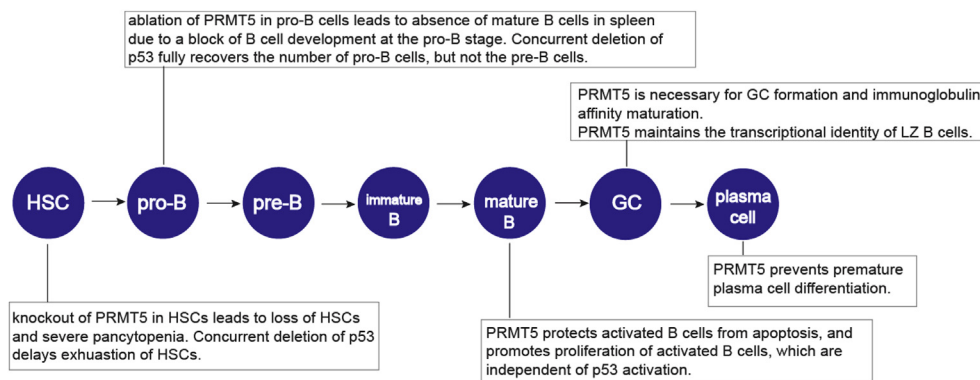 ablation of PRMT5 in pro-B cells leads to absence of mature B cells in spleen
due to a block of B cell development at the pro-B stage. Concurrent deletion of
p53 fully recovers the number of pro-B cells, but not the pre-B cells.
PRMT5 is necessary for GC formation and immunoglobulin
affinity maturation.
PRMT5 maintains the transcriptional identity of LZ B cells.
HSC
pro-B
pre-B
immature
B
mature
B
GC
plasma
cell
PRMT5 prevents premature
plasma cell differentiation.
knockout of PRMT5 in HSCs leads to loss of HSCs
and severe pancytopenia. Concurrent deletion of p53
delays exhuastion of HSCs.
PRMT5 protects activated B cells from apoptosis, and
promotes proliferation of activated B cells, which are
independent of p53 activation.